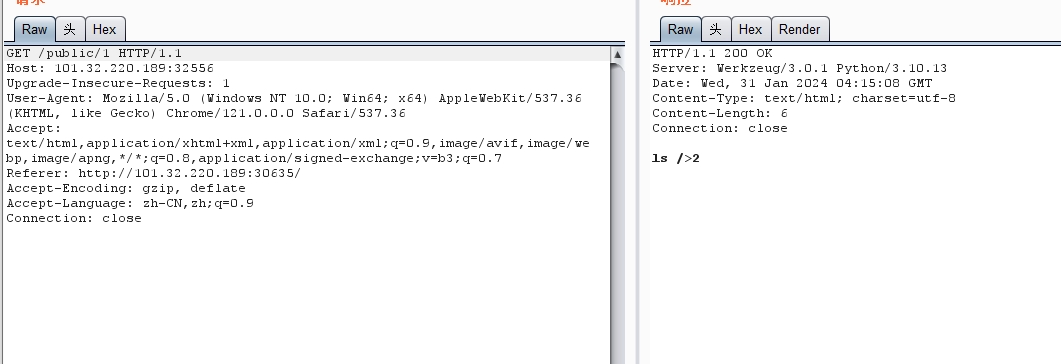 请求
响应
Raw 头 Hex
Raw 头 Hex Render
GET /public/1 HTTP/1.1
Host: 101.32.220.189:32556
Upgrade-Insecure-Requests: 1
User-Agent: Mozilla/5.0 (Windows NT 10.0; Win64; x64) AppleWebKit/537.36
(KHTML, like Gecko) Chrome/121.0.0.0 Safari/537.36
Accept:
text/html,application/xhtml+xml,application/xml;q=0.9,image/avif,image/we
bp,image/apng,*/*;q=0.8,application/signed-exchange;v=b3;q=0.7
Referer: http://101.32.220.189:30635/
Accept-Encoding: gzip, deflate
Accept-Language: zh-CN,zh;q=0.9
Connection: close
HTTP/1.1 200 OK
Server: Werkzeug/3.0.1 Python/3.10.13
Date: Wed, 31 Jan 2024 04:15:08 GMT
Content-Type: text/html; charset=utf-8
Content-Length: 6
Connection: close
ls />2